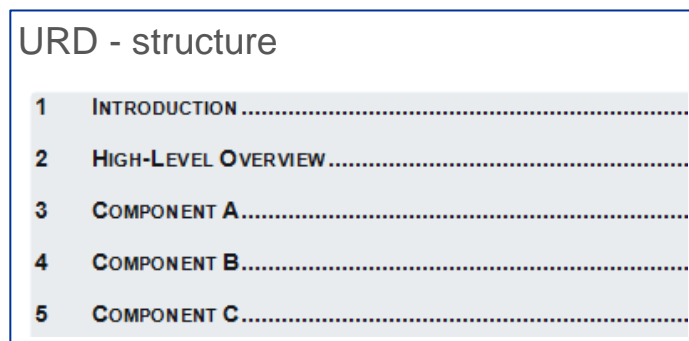 URD - structure
1 INTRODUCTION ................................................................
2 HIGH-LEVEL OVERVIEW ...................................................
3 COMPONENT A ................................................................
4 COMPONENT B ................................................................
5 COMPONENT C ................................................................